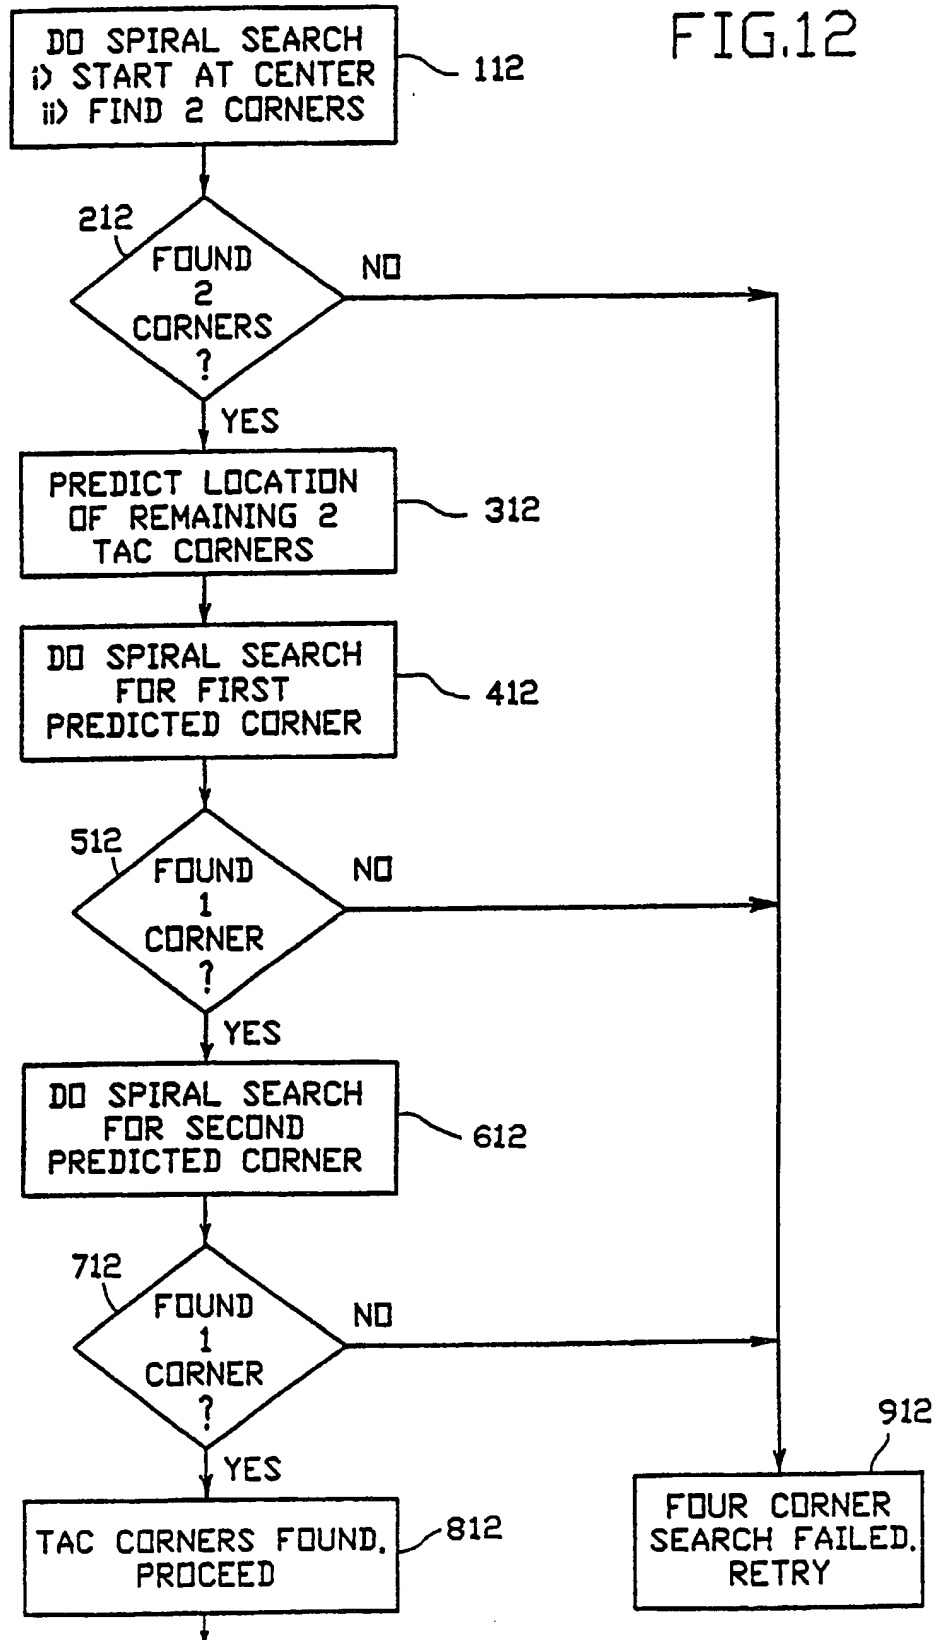 FIG.12
DO SPIRAL SEARCH
i) START AT CENTER
ii) FIND 2 CORNERS
112
212
FOUND
2
CORNERS
?
NO
YES
PREDICT LOCATION
OF REMAINING 2
TAC CORNERS
312
DO SPIRAL SEARCH
FOR FIRST
PREDICTED CORNER
412
512
FOUND
1
CORNER
?
NO
YES
DO SPIRAL SEARCH
FOR SECOND
PREDICTED CORNER
612
712
FOUND
1
CORNER
?
NO
YES
TAC CORNERS FOUND.
PROCEED
812
912
FOUR CORNER
SEARCH FAILED.
RETRY